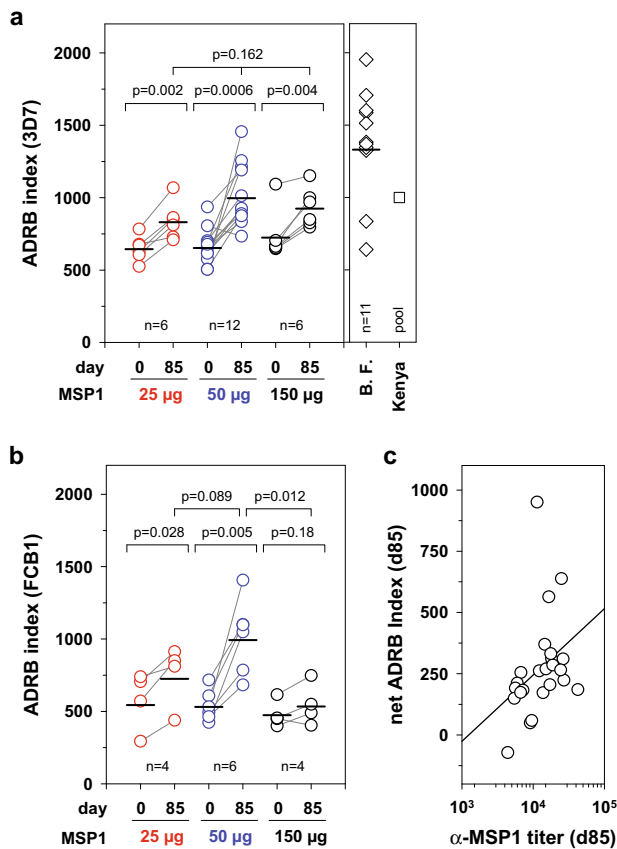 a
2000
1500
1000
500
0
ADRB index (3D7)
p=0.162
p=0.002 p=0.0006 p=0.004
n=6 n=12 n=6
n=11
pool
day 0 85 0 85 0 85
MSP1 25 µg 50 µg 150 µg
B. F.
Kenya
b
2000
1500
1000
500
0
ADRB index (FCB1)
p=0.089 p=0.012
p=0.028 p=0.005 p=0.18
n=4 n=6 n=4
day 0 85 0 85 0 85
MSP1 25 µg 50 µg 150 µg
c
1000
750
500
250
0
net ADRB Index (d85)
10³ 10⁴ 10⁵
α-MSP1 titer (d85)